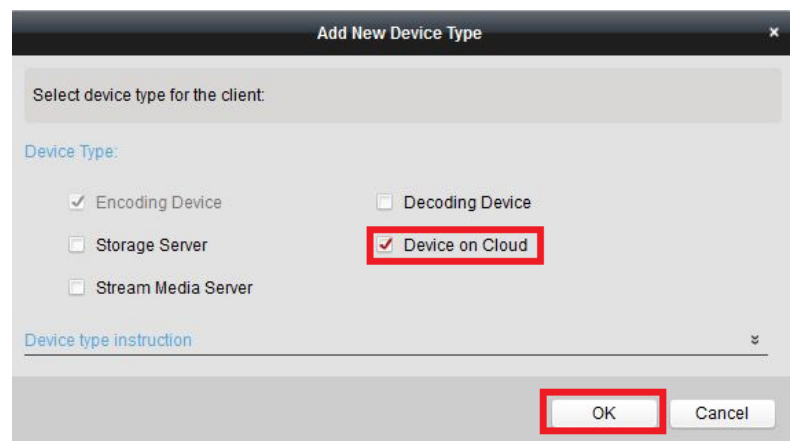 Add New Device Type
Select device type for the client:
Device Type:
Encoding Device
Decoding Device
Storage Server
Device on Cloud
Stream Media Server
Device type instruction
OK
Cancel